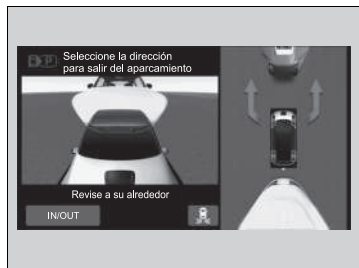 Seleccione la dirección
para salir del aparcamiento
Revise a su alrededor
IN/OUT